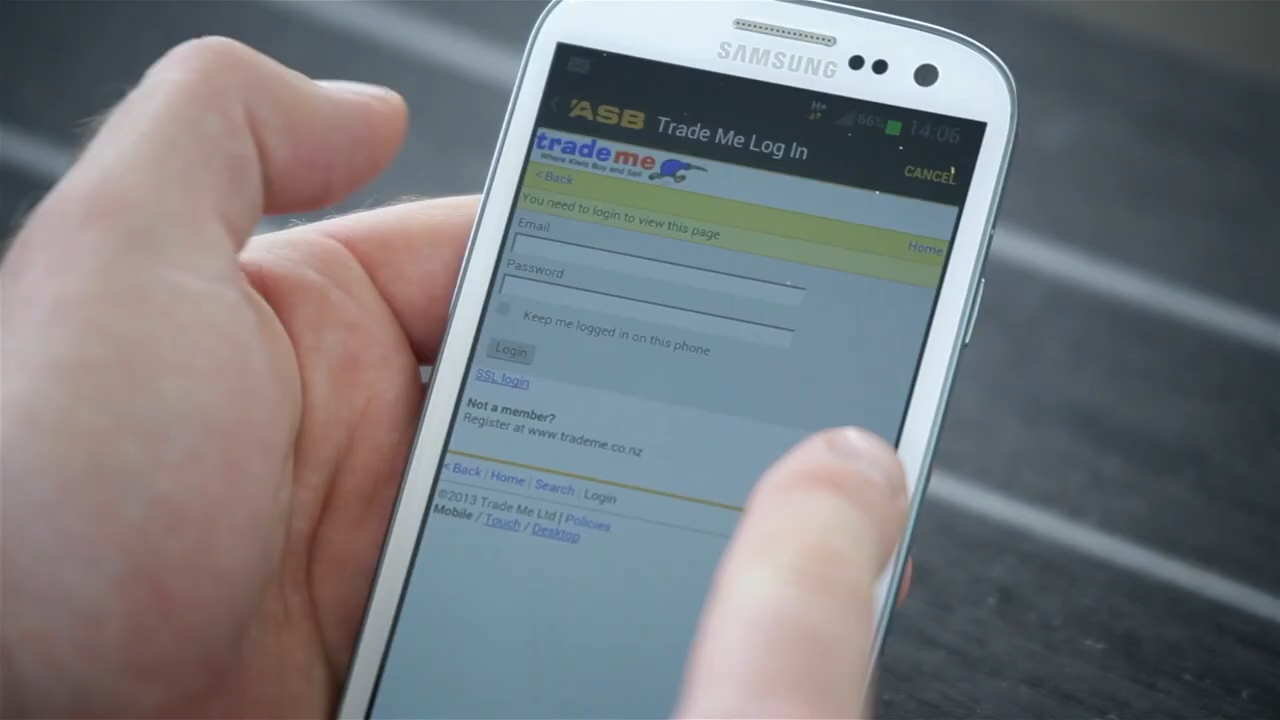 SAMSUNG
H+ 66% 14:06
ASB Trade Me Log In CANCEL
trade me
Where Kiwis Buy and Sell
< Back Home
You need to login to view this page
Email
Password
Keep me logged in on this phone
Login
SSL login
Not a member?
Register at www.trademe.co.nz
< Back | Home | Search | Login
©2013 Trade Me Ltd | Policies
Mobile / Touch / Desktop